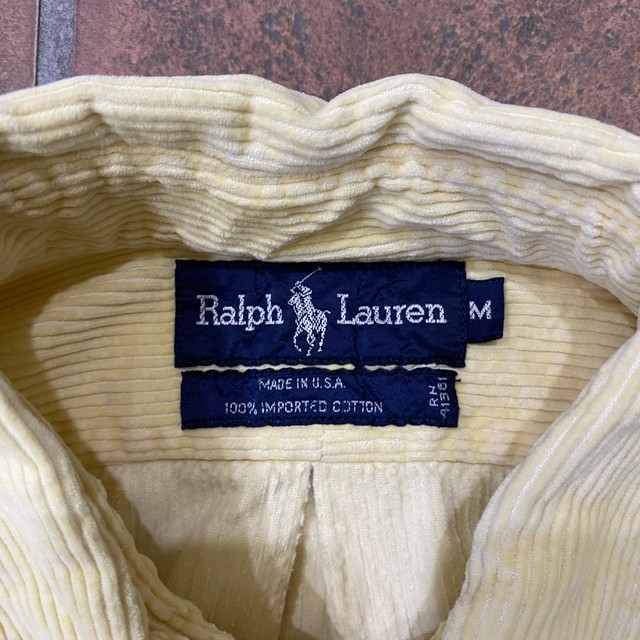 Ralph Lauren
M
MADE IN U.S.A.
100% IMPORTED COTTON
RN 41381